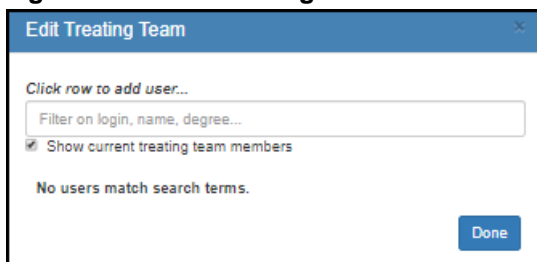 Edit Treating Team
×
Click row to add user...
Filter on login, name, degree...
Show current treating team members
No users match search terms.
Done